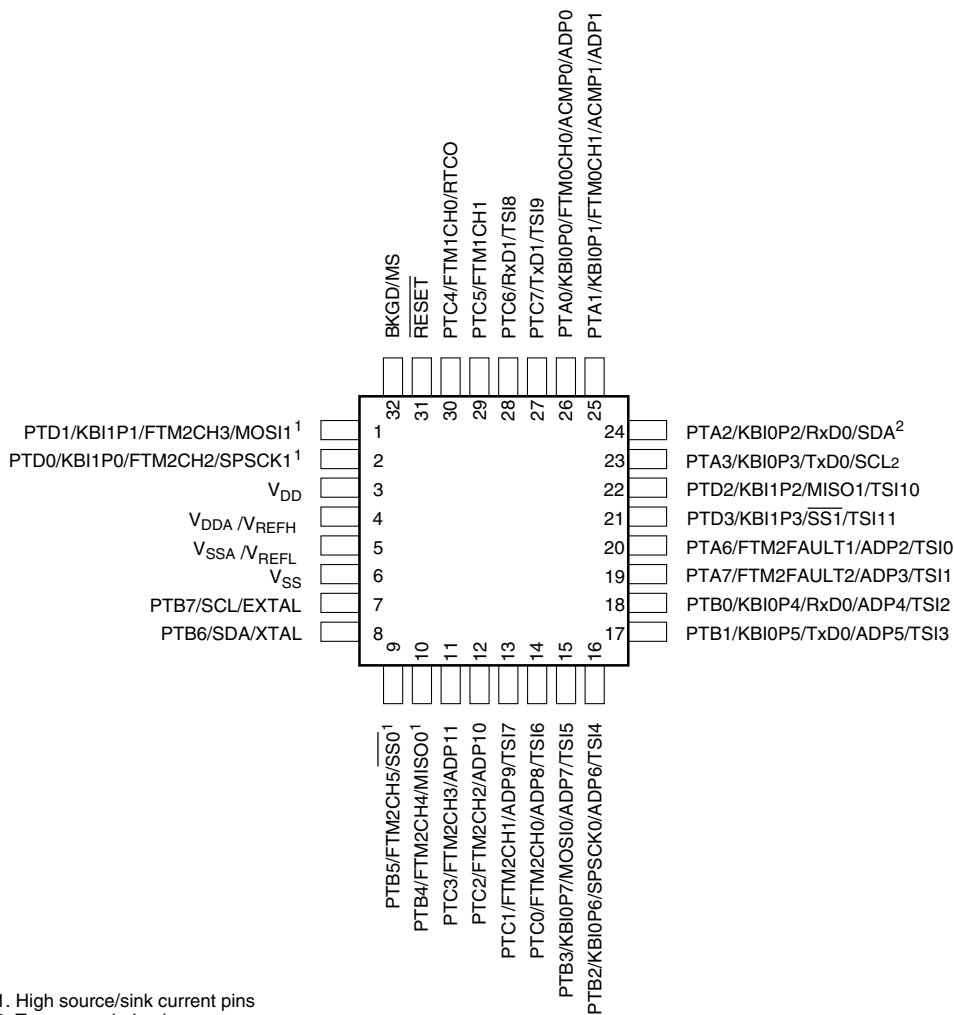 BKGD/MS
RESET
PTC4/FTM1CH0/RTCO
PTC5/FTM1CH1
PTC6/RxD1/TSI8
PTC7/TxD1/TSI9
PTA0/KBI0P0/FTM0CH0/ACMP0/ADP0
PTA1/KBI0P1/FTM0CH1/ACMP1/ADP1
32
31
30
29
28
27
26
25
PTD1/KBI1P1/FTM2CH3/MOSI1¹
1
PTD0/KBI1P0/FTM2CH2/SPSCK1¹
2
VDD
3
VDDA /VREFH
4
VSSA /VREFL
5
VSS
6
PTB7/SCL/EXTAL
7
PTB6/SDA/XTAL
8
24
PTA2/KBI0P2/RxD0/SDA²
23
PTA3/KBI0P3/TxD0/SCL2
22
PTD2/KBI1P2/MISO1/TSI10
21
PTD3/KBI1P3/SS1/TSI11
20
PTA6/FTM2FAULT1/ADP2/TSI0
19
PTA7/FTM2FAULT2/ADP3/TSI1
18
PTB0/KBI0P4/RxD0/ADP4/TSI2
17
PTB1/KBI0P5/TxD0/ADP5/TSI3
9
10
11
12
13
14
15
16
PTB5/FTM2CH5/SS0¹
PTB4/FTM2CH4/MISO0¹
PTC3/FTM2CH3/ADP11
PTC2/FTM2CH2/ADP10
PTC1/FTM2CH1/ADP9/TSI7
PTC0/FTM2CH0/ADP8/TSI6
PTB3/KBI0P7/MOSI0/ADP7/TSI5
PTB2/KBI0P6/SPSCK0/ADP6/TSI4
1. High source/sink current pins